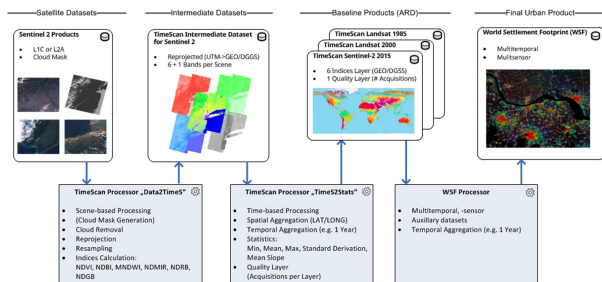 Satellite Datasets
Intermediate Datasets
Baseline Products (ARD)
Final Urban Product
Sentinel 2 Products
• L1C or L2A
• Cloud Mask
TimeScan Intermediate Dataset
for Sentinel 2
• Reprojected (UTM->GEO/DGGS)
• 6 + 1 Bands per Scene
TimeScan Landsat 1985
TimeScan Landsat 2000
TimeScan Sentinel-2 2015
• 6 Indices Layer (GEO/DGSS)
• 1 Quality Layer (# Acquisitions)
World Settlement Footprint (WSF)
• Multitemporal
• Mulitsensor
TimeScan Processor „Data2TimeS“
• Scene-based Processing
(Cloud Mask Generation)
• Cloud Removal
• Reprojection
• Resampling
• Indices Calculation:
NDVI, NDBI, MNDWI, NDMIR, NDRB,
NDGB
TimeScan Processor „TimeS2Stats“
• Time-based Processing
• Spatial Aggregation (LAT/LONG)
• Temporal Aggregation (e.g. 1 Year)
• Statistics:
Min, Mean, Max, Standard Derivation,
Mean Slope
• Quality Layer
(Acquisitions per Layer)
WSF Processor
• Multitemporal, -sensor
• Auxillary datasets
• Temporal Aggregation (e.g. 1 Year)